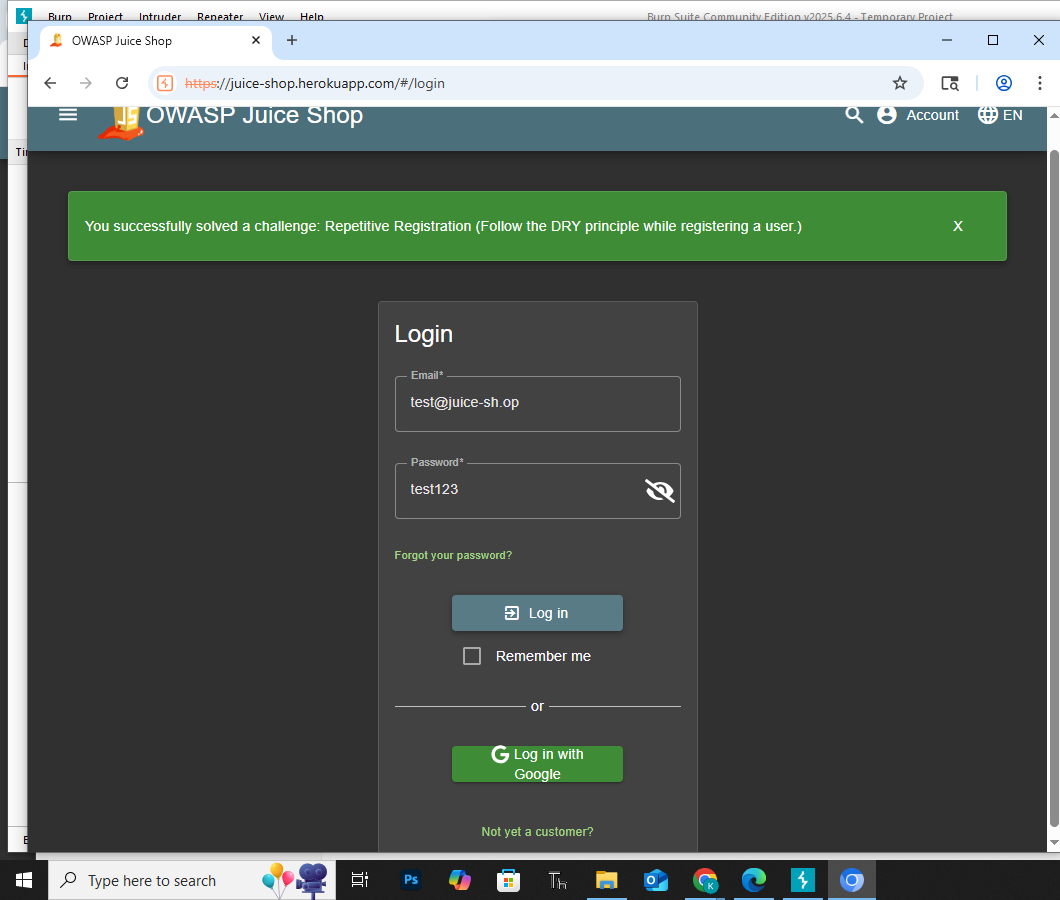 Burp Project Intruder Repeater View Help Burp Suite Community Edition v2025.6.4 - Temporary Project
OWASP Juice Shop
https://juice-shop.herokuapp.com/#/login
OWASP Juice Shop
Account
EN
You successfully solved a challenge: Repetitive Registration (Follow the DRY principle while registering a user.)
X
Login
Email*
test@juice-sh.op
Password*
test123
Forgot your password?
Log in
Remember me
or
G Log in with
Google
Not yet a customer?
Type here to search
Ps